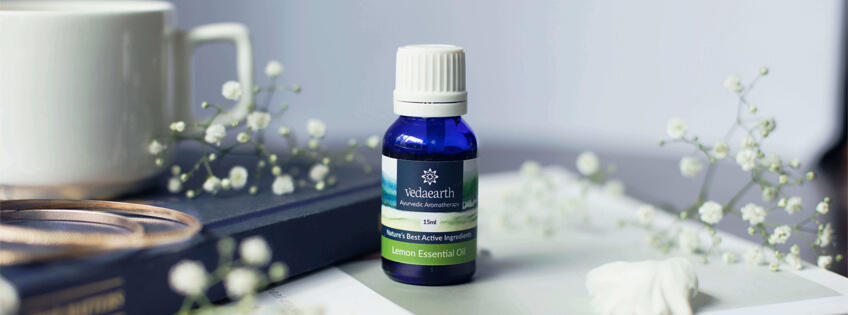 vedaearth
Ayurvedic Aromatherapy
15ml
Nature's Best Active Ingredients
Lemon Essential Oil